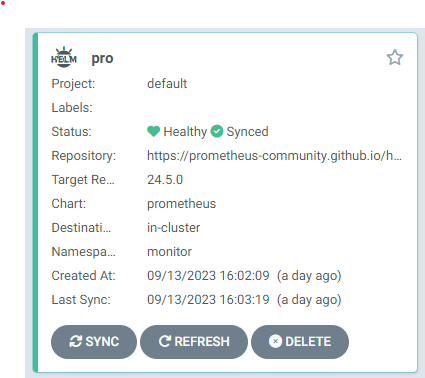 HELM pro
Project: default
Labels:
Status: Healthy Synced
Repository: https://prometheus-community.github.io/h...
Target Re... 24.5.0
Chart: prometheus
Destinati... in-cluster
Namespa... monitor
Created At: 09/13/2023 16:02:09 (a day ago)
Last Sync: 09/13/2023 16:03:19 (a day ago)
SYNC REFRESH DELETE